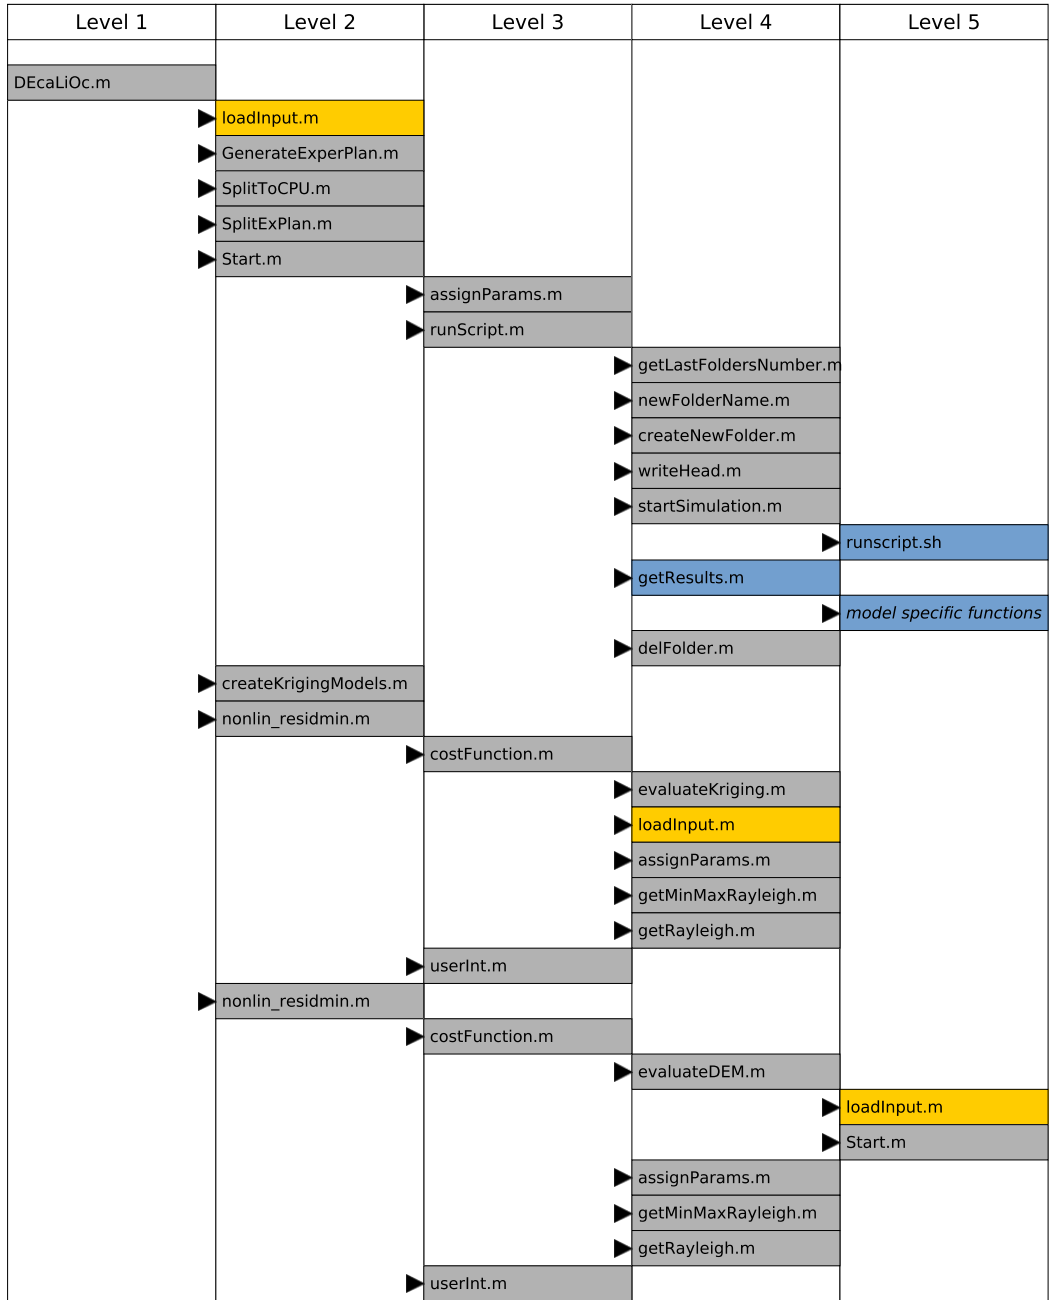 Level 1 Level 2 Level 3 Level 4 Level 5
DEcaLiOc.m
loadInput.m
GenerateExperPlan.m
SplitToCPU.m
SplitExPlan.m
Start.m
assignParams.m
runScript.m
getLastFoldersNumber.m
newFolderName.m
createNewFolder.m
writeHead.m
startSimulation.m
runscript.sh
getResults.m
model specific functions
delFolder.m
createKrigingModels.m
nonlin_residmin.m
costFunction.m
evaluateKriging.m
loadInput.m
assignParams.m
getMinMaxRayleigh.m
getRayleigh.m
userInt.m
nonlin_residmin.m
costFunction.m
evaluateDEM.m
loadInput.m
Start.m
assignParams.m
getMinMaxRayleigh.m
getRayleigh.m
userInt.m